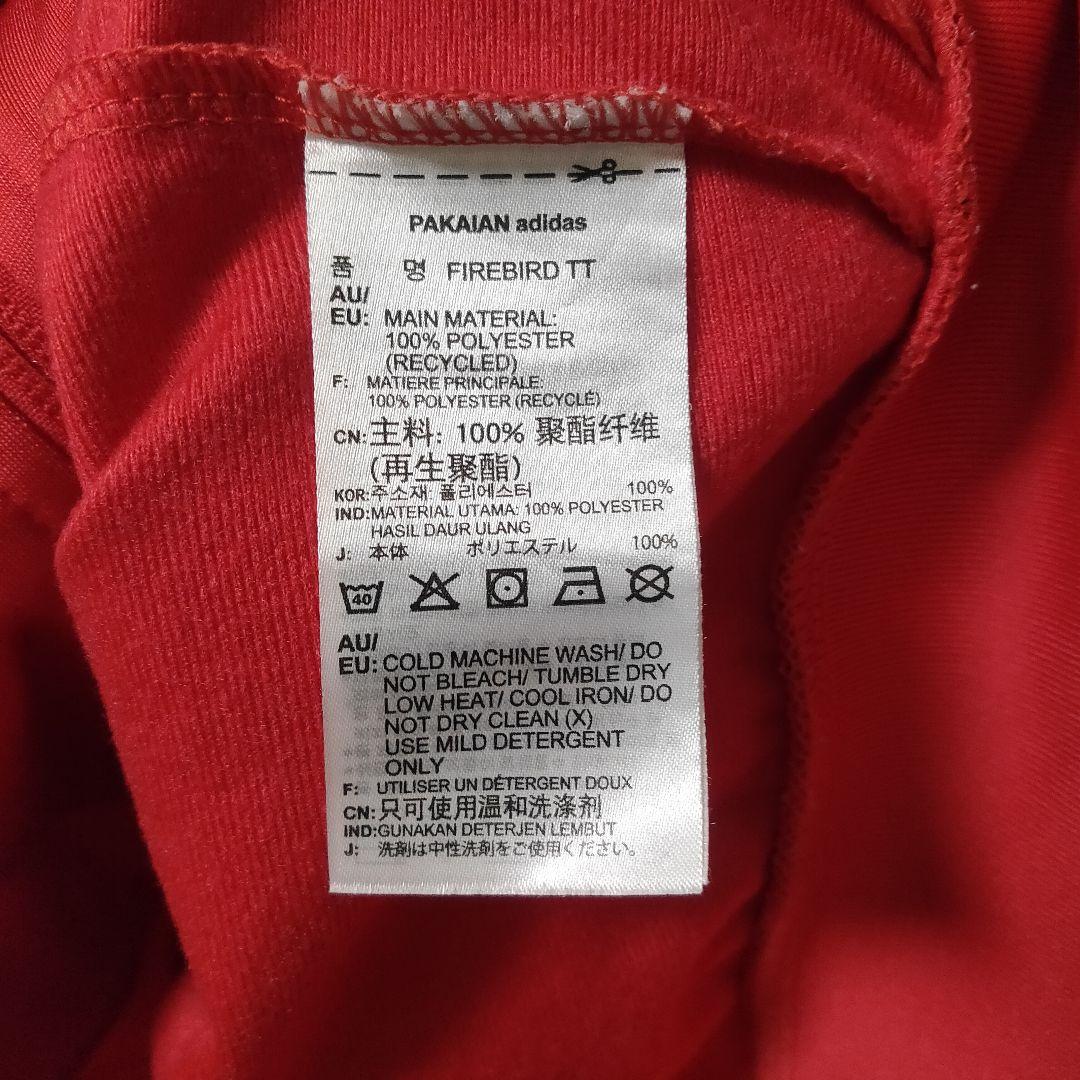 PAKAIAN adidas
품 명 FIREBIRD TT
AU/
EU: MAIN MATERIAL:
100% POLYESTER
(RECYCLED)
F: MATIERE PRINCIPALE:
100% POLYESTER (RECYCLÉ)
CN: 主料: 100% 聚酯纤维
(再生聚酯)
KOR: 주소재: 폴리에스터 100%
IND: MATERIAL UTAMA: 100% POLYESTER
HASIL DAUR ULANG
J: 本体 ポリエステル 100%
40
AU/
EU: COLD MACHINE WASH/ DO
NOT BLEACH/ TUMBLE DRY
LOW HEAT/ COOL IRON/ DO
NOT DRY CLEAN (X)
USE MILD DETERGENT
ONLY
F: UTILISER UN DÉTERGENT DOUX
CN: 只可使用温和洗涤剂
IND: GUNAKAN DETERJEN LEMBUT
J: 洗剤は中性洗剤をご使用ください。